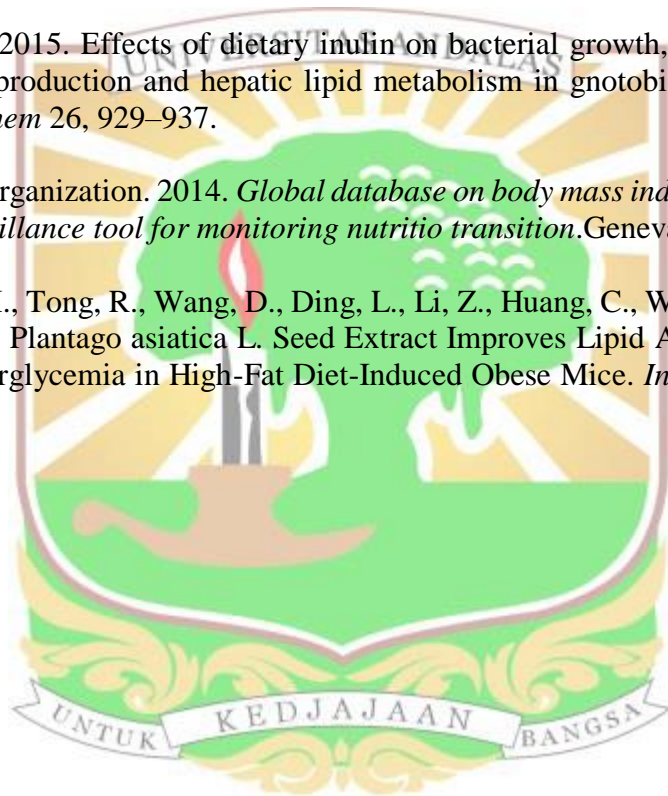 2015. Effects of dietary inulin on bacterial growth,
UNIVERSITAS ANDALAS
production and hepatic lipid metabolism in gnotobi
hem 26, 929–937.
rganization. 2014. Global database on body mass ind
illance tool for monitoring nutritio transition.Geneva
I., Tong, R., Wang, D., Ding, L., Li, Z., Huang, C., W
Plantago asiatica L. Seed Extract Improves Lipid A
rglycemia in High-Fat Diet-Induced Obese Mice. In
UNTUK KEDJAJAAN BANGSA